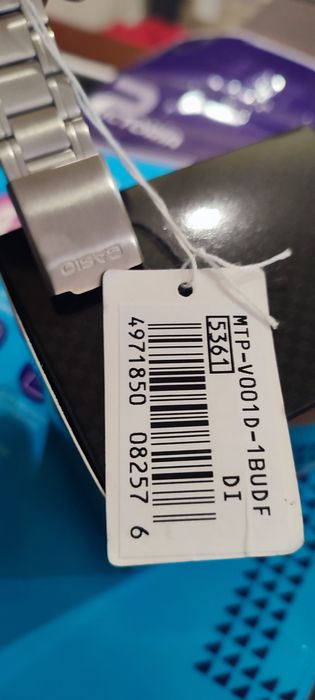 MTP-V001D-1BUDF
5361
DI
4971850 08257 6
CASIO